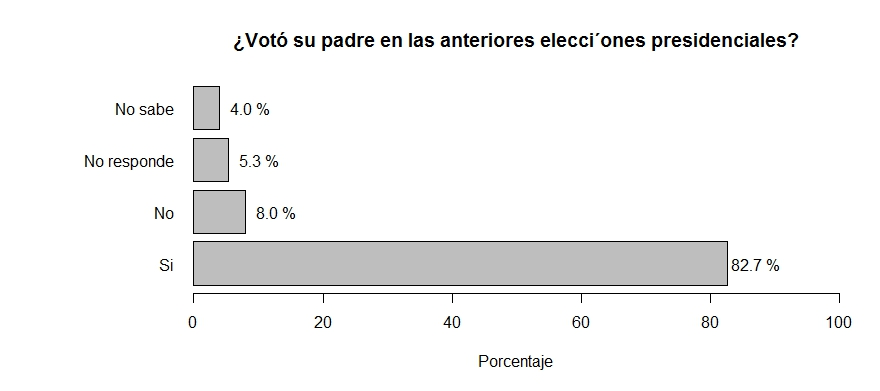 ¿Votó su padre en las anteriores elecci´ones presidenciales?
No sabe 4.0 %
No responde 5.3 %
No 8.0 %
Si 82.7 %
0 20 40 60 80 100
Porcentaje